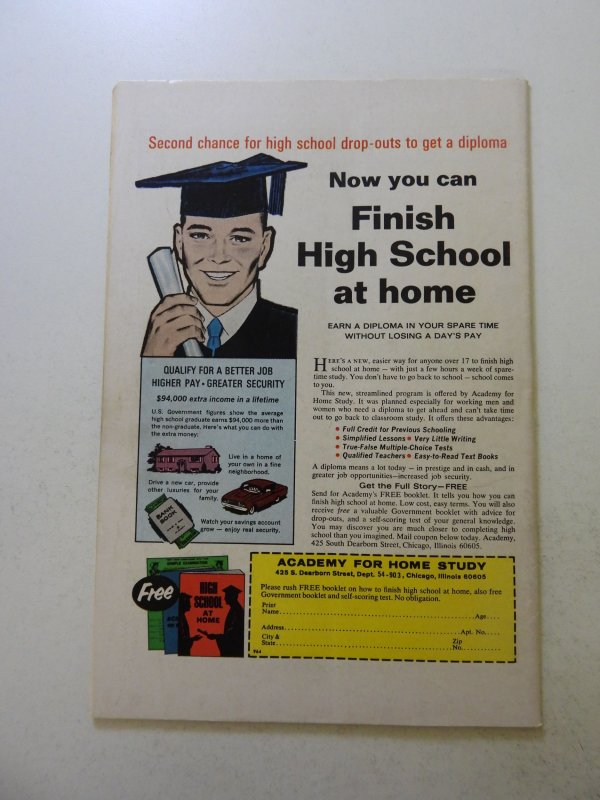 Second chance for high school drop-outs to get a diploma
Now you can
Finish
High School
at home
EARN A DIPLOMA IN YOUR SPARE TIME
WITHOUT LOSING A DAY'S PAY
QUALIFY FOR A BETTER JOB
HIGHER PAY • GREATER SECURITY
$94,000 extra income in a lifetime
U.S. Government figures show the average
high school graduate earns $94,000 more than
the non-graduate. Here's what you can do with
the extra money:
Live in a home of
your own in a fine
neighborhood.
Drive a new car, provide
other luxuries for your
family.
BANK
BOOK
Watch your savings account
grow — enjoy real security.
HERE'S A NEW, easier way for anyone over 17 to finish high
school at home — with just a few hours a week of spare-
time study. You don't have to go back to school — school comes
to you.
This new, streamlined program is offered by Academy for
Home Study. It was planned especially for working men and
women who need a diploma to get ahead and can't take time
out to go back to classroom study. It offers these advantages:
• Full Credit for Previous Schooling
• Simplified Lessons • Very Little Writing
• True-False Multiple-Choice Tests
• Qualified Teachers • Easy-to-Read Text Books
A diploma means a lot today — in prestige and in cash, and in
greater job opportunities—increased job security.
Get the Full Story—FREE
Send for Academy's FREE booklet. It tells you how you can
finish high school at home. Low cost, easy terms. You will also
receive free a valuable Government booklet with advice for
drop-outs, and a self-scoring test of your general knowledge.
You may discover you are much closer to completing high
school than you imagined. Mail coupon below today. Academy,
425 South Dearborn Street, Chicago, Illinois 60605.
Free
HIGH
SCHOOL
AT
HOME
ACADEMY FOR HOME STUDY
425 S. Dearborn Street, Dept. 54-902, Chicago, Illinois 60605
Please rush FREE booklet on how to finish high school at home, also free
Government booklet and self-scoring test. No obligation.
Print
Name Age
Address Apt. No.
City & Zip
State No.